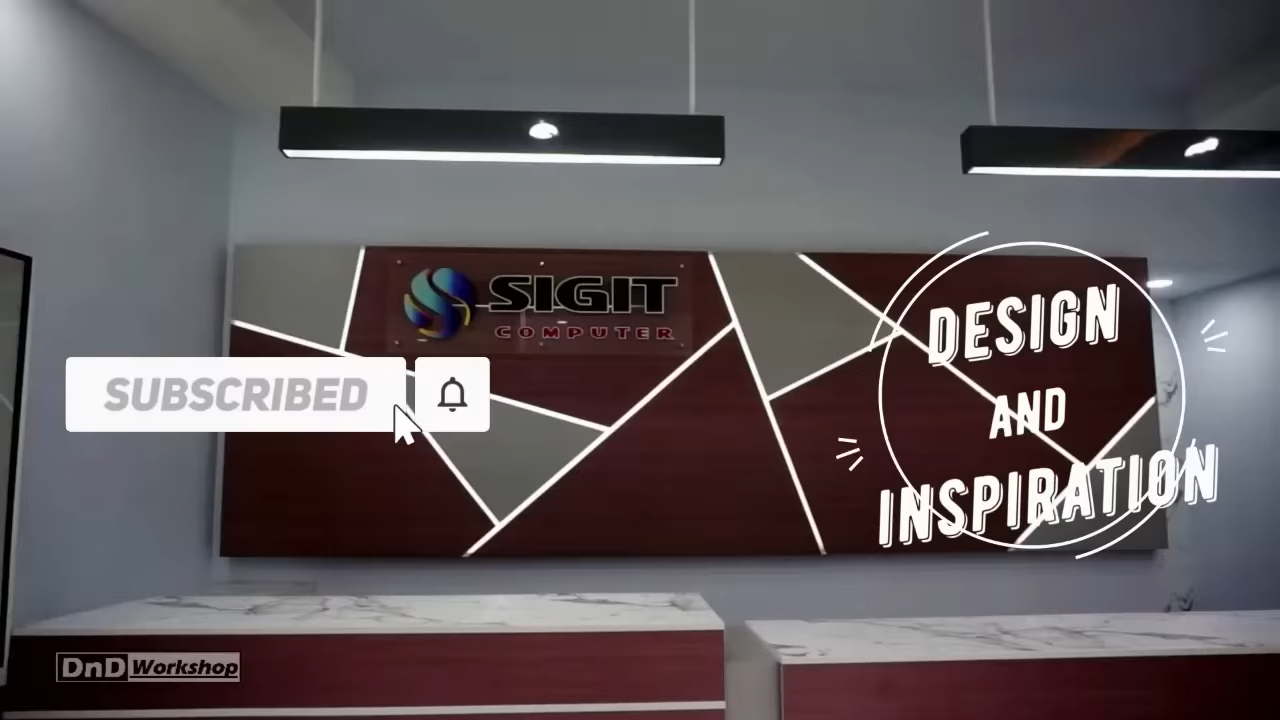 SIGIT
COMPUTER
SUBSCRIBED
DESIGN
AND
INSPIRATION
DnD Workshop